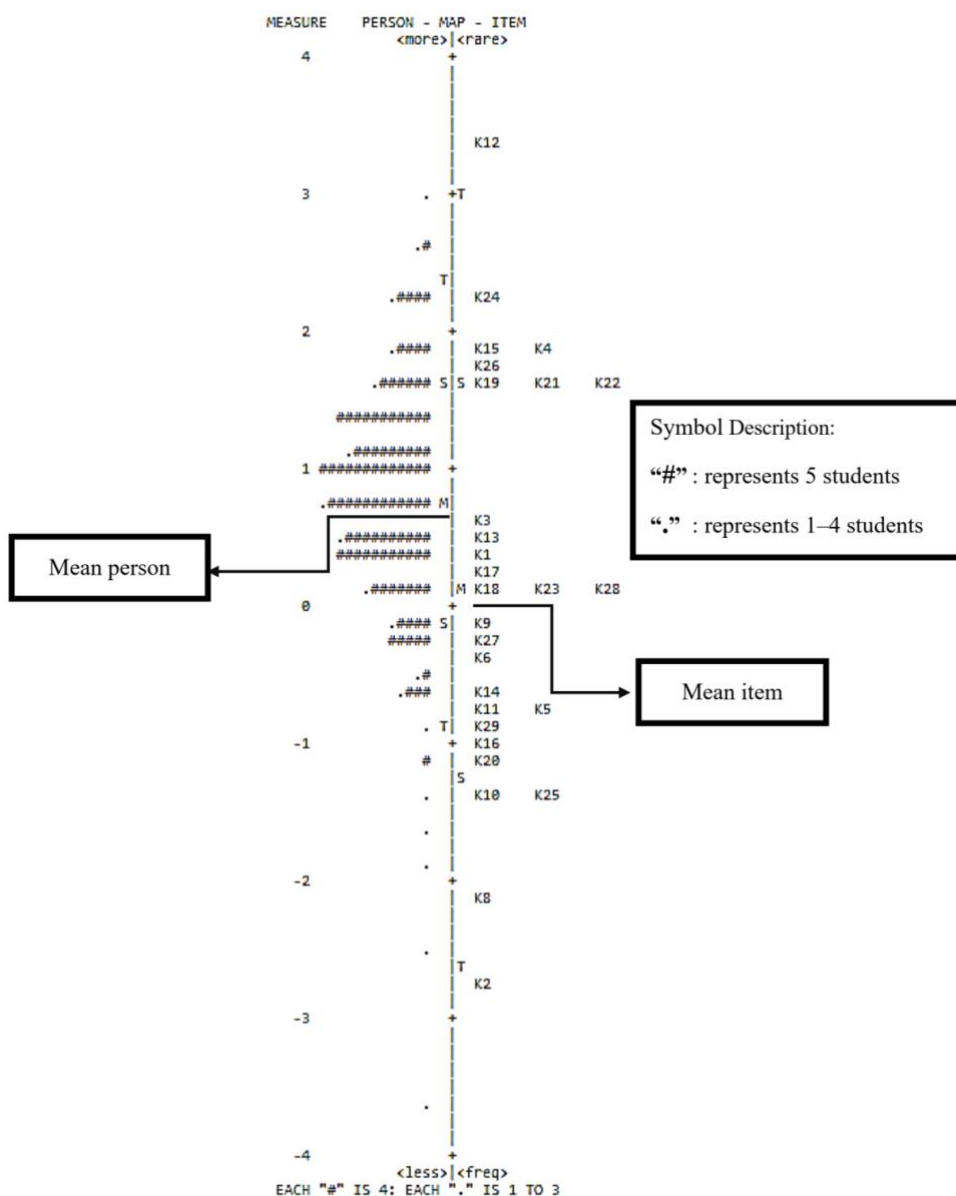 MEASURE PERSON - MAP - ITEM
<more>|<rare>
4 +
| K12
3 . +T
.# |
T|
.#### | K24
2 +
.#### | K15 K4
| K26
.###### S|S K19 K21 K22
########### |
.######### |
1 ############# +
.############ M|
| K3
.########## | K13
########### | K1
| K17
.####### |M K18 K23 K28
0 +
.#### S| K9
##### | K27
| K6
.# |
.### | K14
| K11 K5
. T| K29
-1 + K16
# | K20
|S
. | K10 K25
. |
. |
-2 +
| K8
. |
|T
| K2
-3 +
. |
-4 +
<less>|<freq>
EACH "#" IS 4: EACH "." IS 1 TO 3
Symbol Description:
“#” : represents 5 students
“.” : represents 1–4 students
Mean person
Mean item